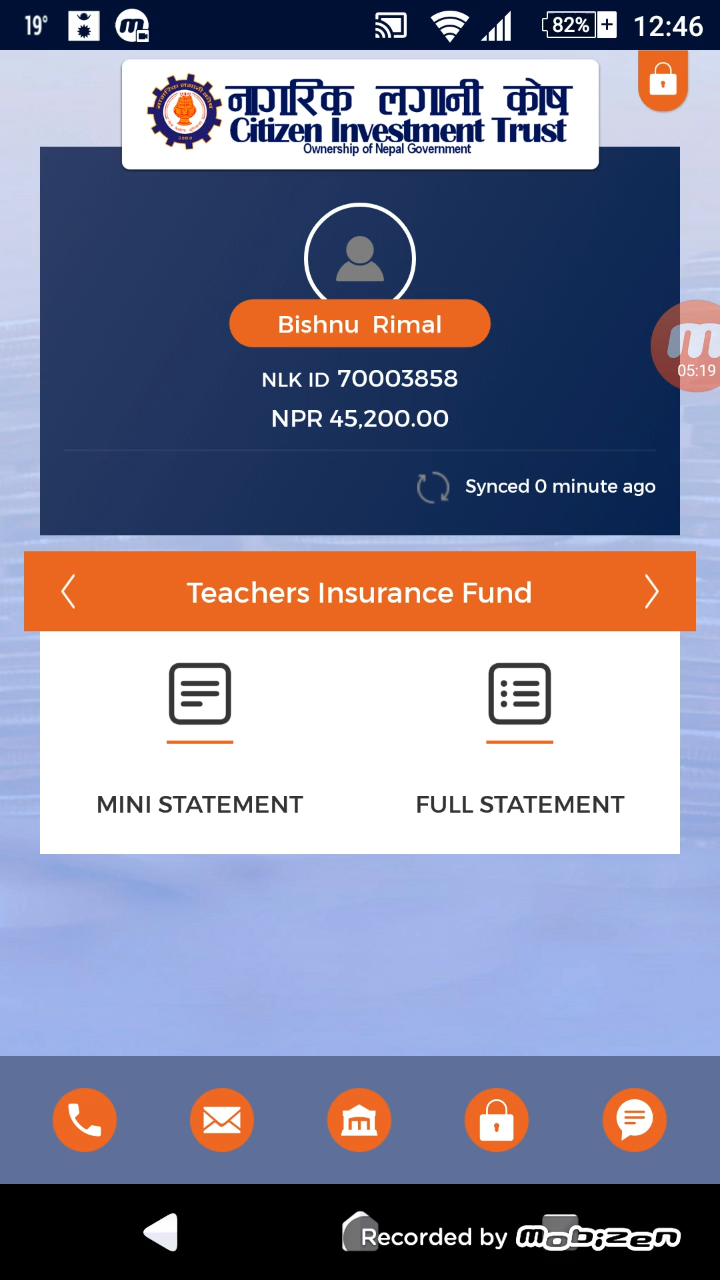 19°
82%
12:46
नागरिक लगानी कोष
Citizen Investment Trust
Ownership of Nepal Government
Bishnu Rimal
05:19
NLK ID 70003858
NPR 45,200.00
Synced 0 minute ago
Teachers Insurance Fund
MINI STATEMENT
FULL STATEMENT
Recorded by mobizen